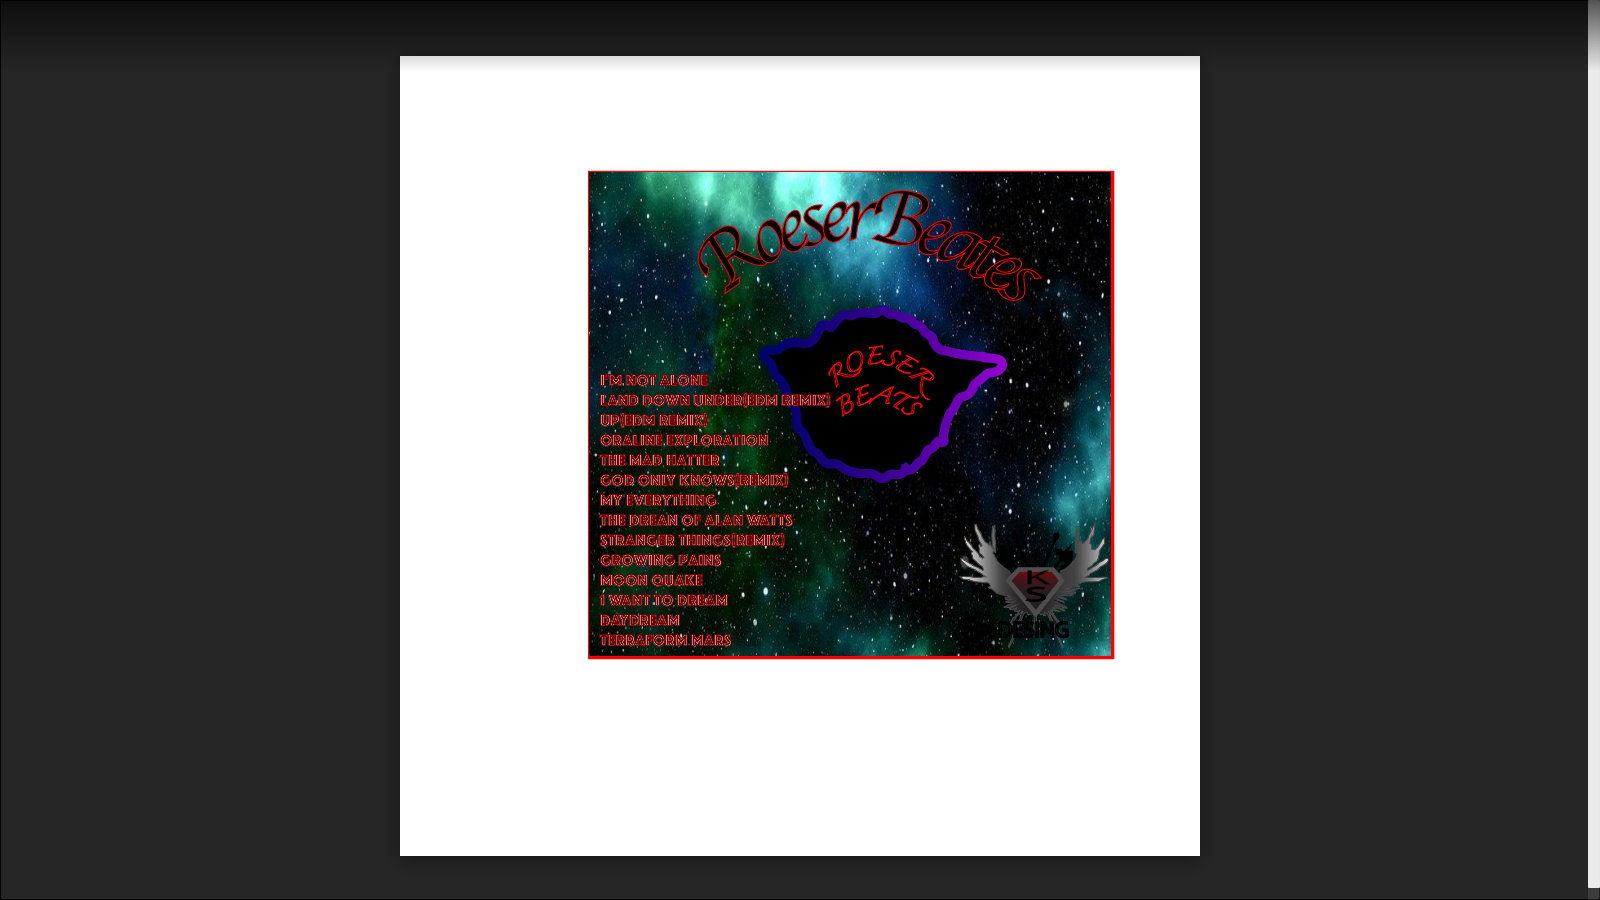 RoeserBeates
ROESER
BEATS
I'M NOT ALONE
LAND DOWN UNDER(EDM REMIX)
UP(EDM REMIX)
ORALINE EXPLORATION
THE MAD HATTER
GOD ONLY KNOWS(REMIX)
MY EVERYTHING
THE DREAN OF ALAN WATTS
STRANGER THINGS(REMIX)
GROWING PAINS
MOON QUAKE
I WANT TO DREAM
DAYDREAM
TERRAFORM MARS
K
S
DESING